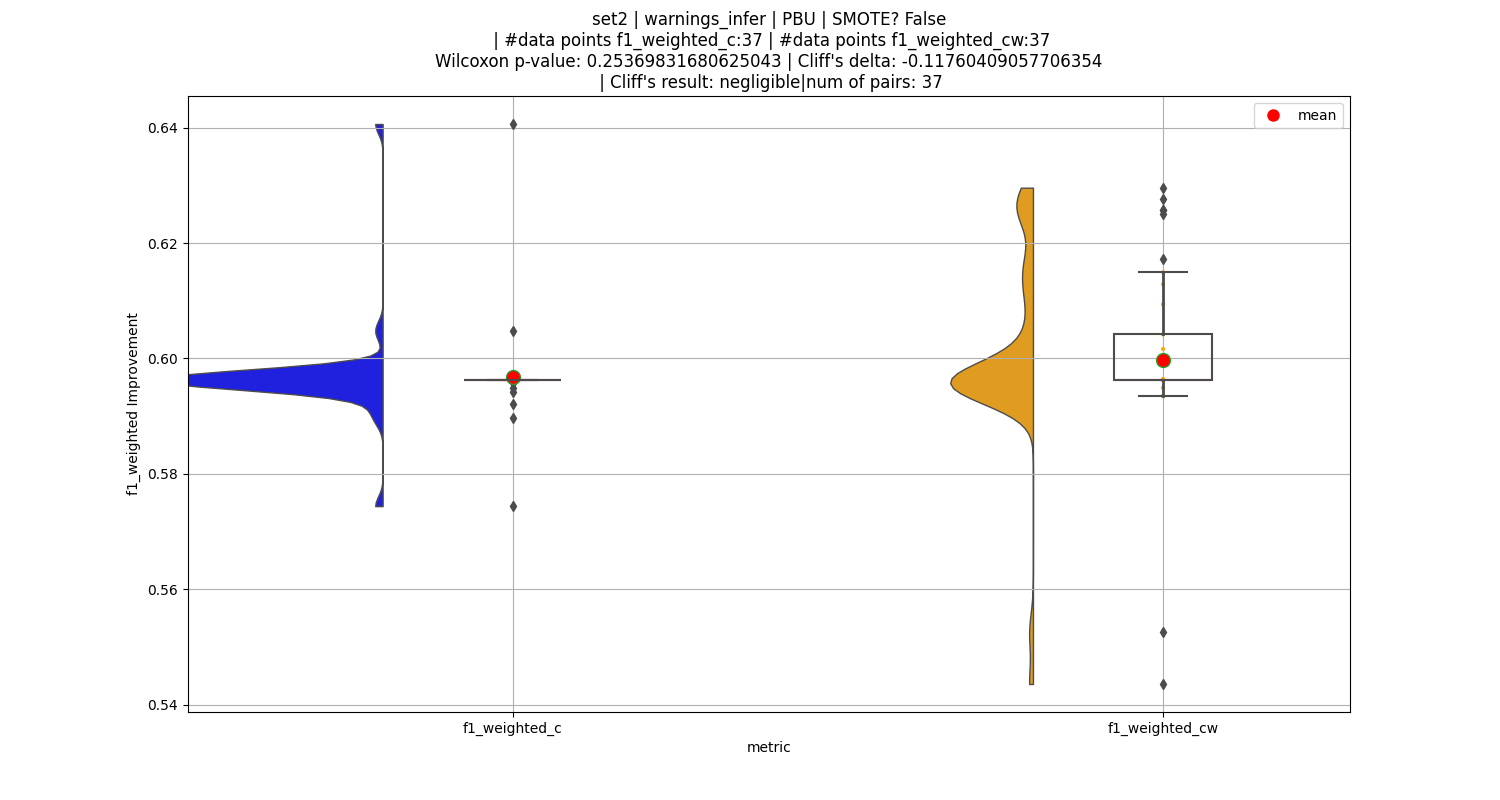 set2 | warnings_infer | PBU | SMOTE? False
| #data points f1_weighted_c:37 | #data points f1_weighted_cw:37
Wilcoxon p-value: 0.25369831680625043 | Cliff's delta: -0.11760409057706354
| Cliff's result: negligible|num of pairs: 37
mean
0.64
0.62
0.60
0.58
0.56
0.54
f1_weighted Improvement
f1_weighted_c
f1_weighted_cw
metric